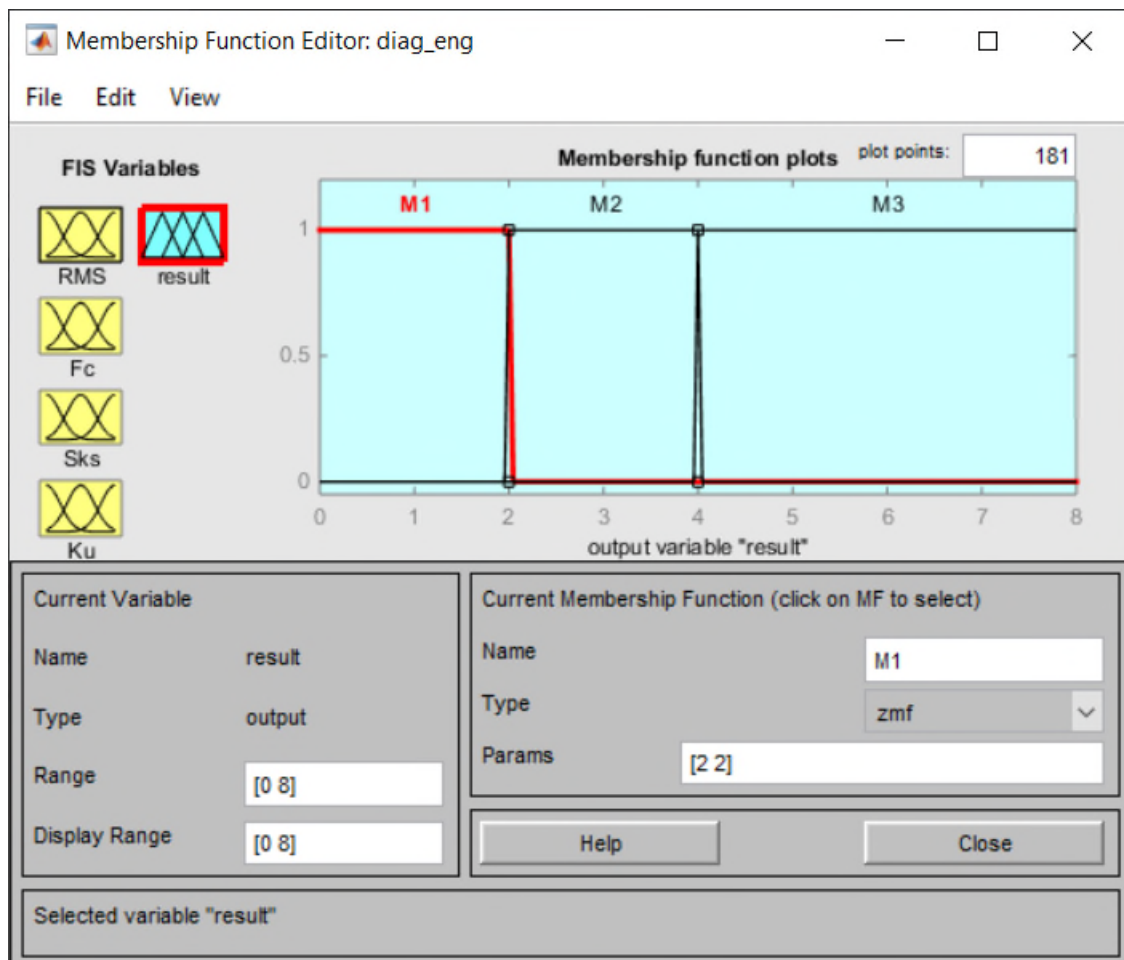 Membership Function Editor: diag_eng
File Edit View
FIS Variables
RMS
result
Fc
Sks
Ku
Membership function plots
plot points: 181
M1 M2 M3
1
0.5
0
0 1 2 3 4 5 6 7 8
output variable "result"
Current Variable
Name result
Type output
Range [0 8]
Display Range [0 8]
Current Membership Function (click on MF to select)
Name M1
Type zmf
Params [2 2]
Help Close
Selected variable "result"